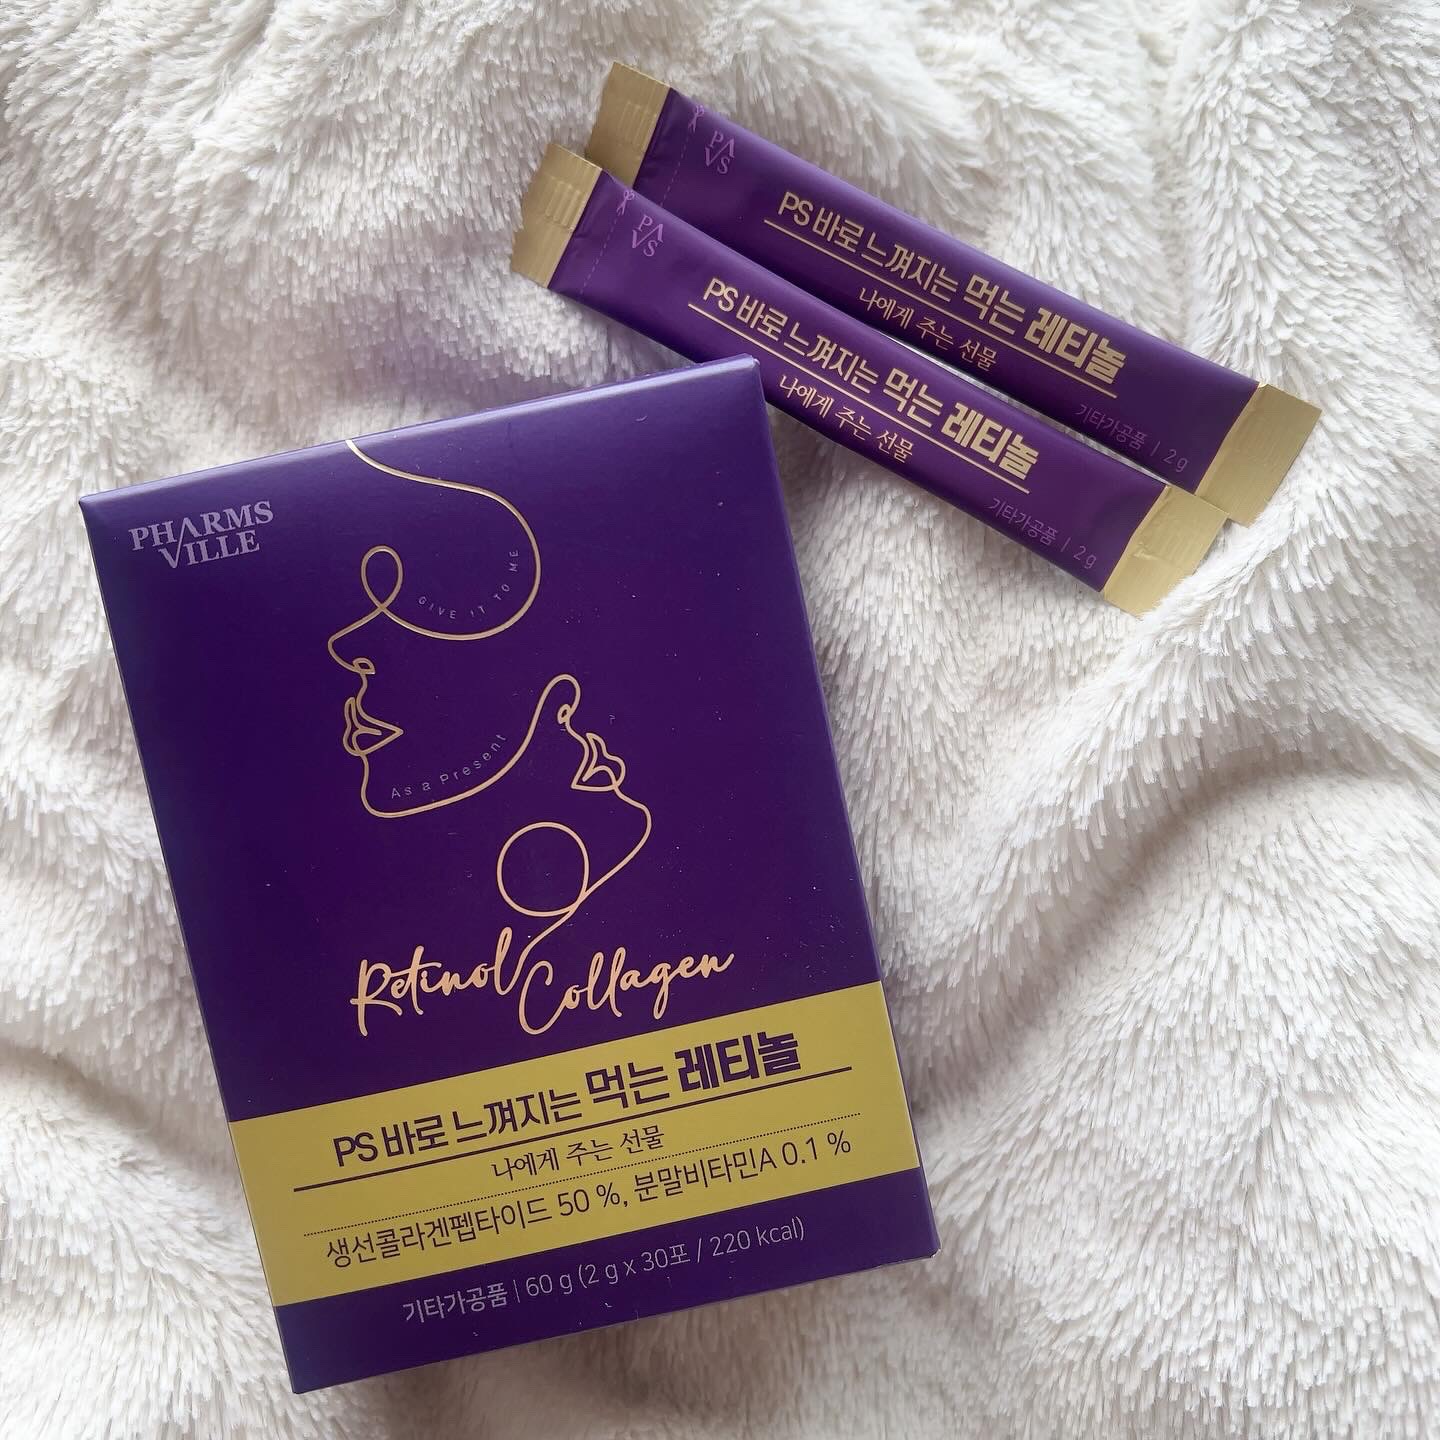 PS 바로 느껴지는 먹는 레티놀
나에게 주는 선물
기타가공품 | 2 g
PS 바로 느껴지는 먹는 레티놀
나에게 주는 선물
기타가공품 | 2 g
PHARMS
VILLE
GIVE IT TO ME
As a Present
Retinol Collagen
PS 바로 느껴지는 먹는 레티놀
나에게 주는 선물
생선콜라겐펩타이드 50 %, 분말비타민A 0.1 %
기타가공품 | 60 g (2 g x 30포 / 220 kcal)